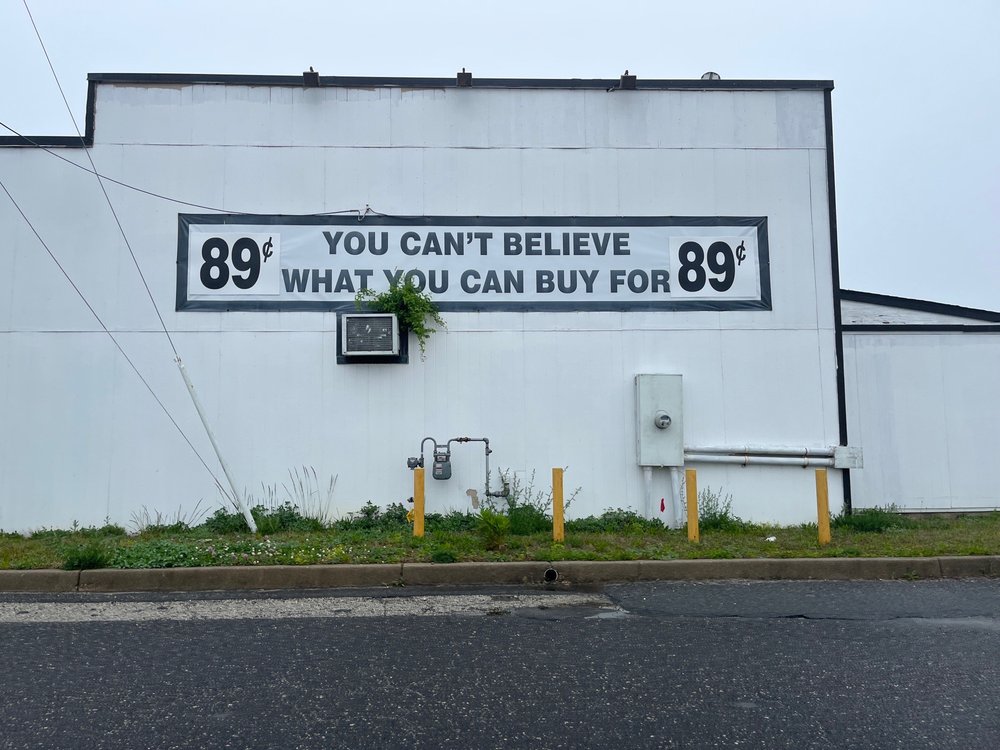 89¢
YOU CAN'T BELIEVE
WHAT YOU CAN BUY FOR
89¢